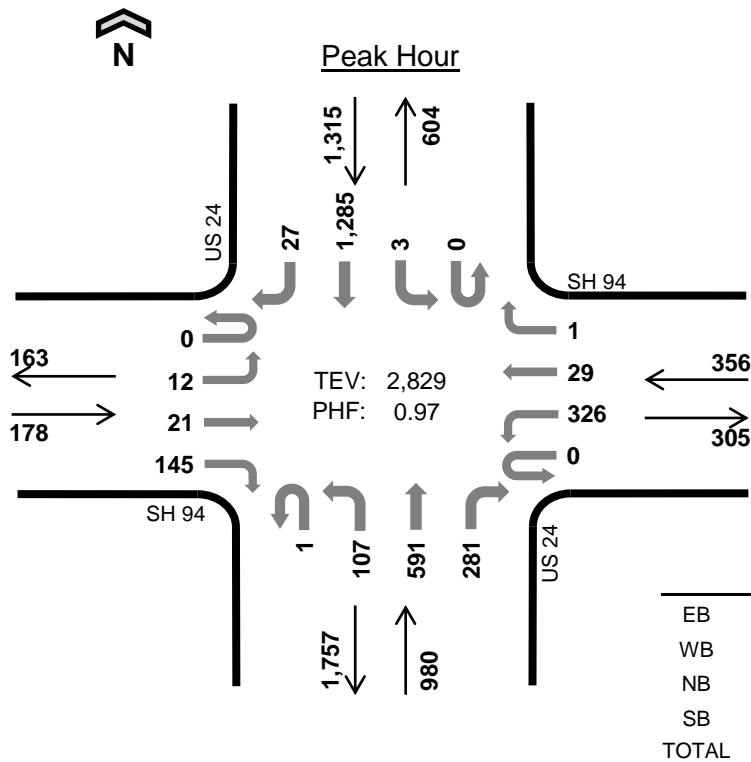 N
Peak Hour
1,315
604
US 24
27
1,285
3
0
SH 94
0
12
21
145
163
178
TEV: 2,829
PHF: 0.97
1
29
326
0
356
305
SH 94
1
107
591
281
US 24
1,757
980
EB
WB
NB
SB
TOTAL